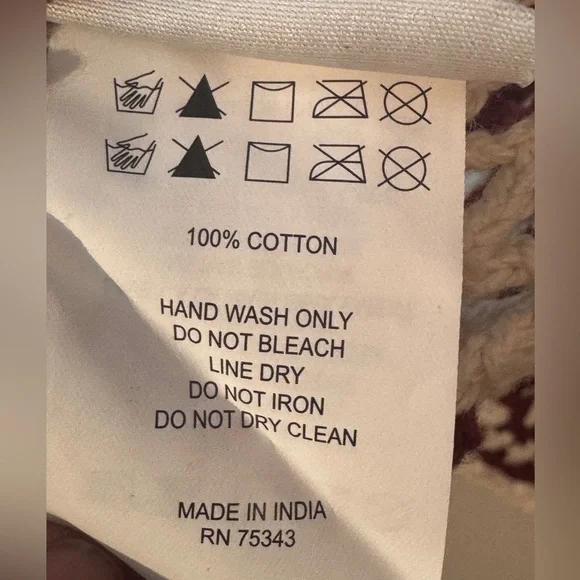 100% COTTON
HAND WASH ONLY
DO NOT BLEACH
LINE DRY
DO NOT IRON
DO NOT DRY CLEAN
MADE IN INDIA
RN 75343